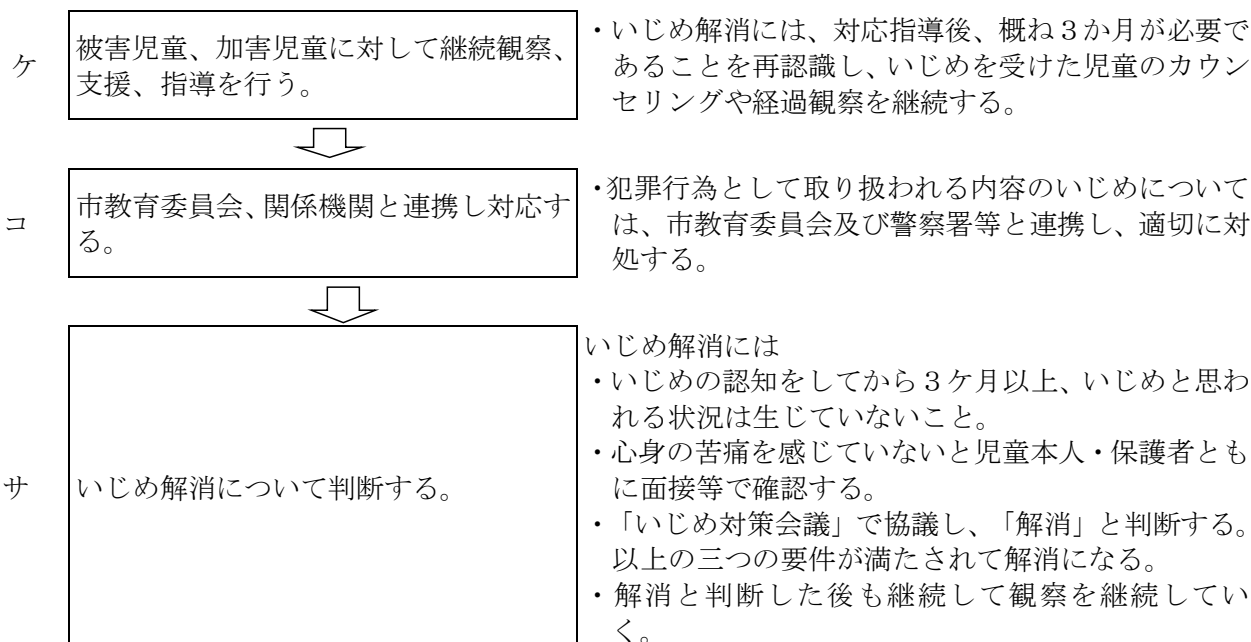 ケ
被害児童、加害児童に対して継続観察、
支援、指導を行う。
・いじめ解消には、対応指導後、概ね３か月が必要で
あることを再認識し、いじめを受けた児童のカウン
セリングや経過観察を継続する。
コ
市教育委員会、関係機関と連携し対応す
る。
・犯罪行為として取り扱われる内容のいじめについて
は、市教育委員会及び警察署等と連携し、適切に対
処する。
サ
いじめ解消について判断する。
いじめ解消には
・いじめの認知をしてから３ケ月以上、いじめと思わ
れる状況は生じていないこと。
・心身の苦痛を感じていないと児童本人・保護者とも
に面接等で確認する。
・「いじめ対策会議」で協議し、「解消」と判断する。
以上の三つの要件が満たされて解消になる。
・解消と判断した後も継続して観察を継続してい
く。